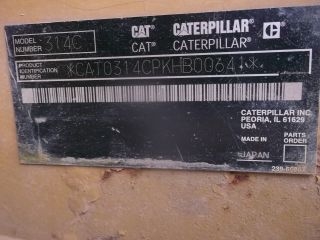 MODEL NUMBER 314C CAT CATERPILLAR C
CAT CATERPILLAR
PRODUCT IDENTIFICATION NUMBER
CATERPILLAR INC
PEORIA, IL 61629
USA
MADE IN JAPAN PARTS ORDER